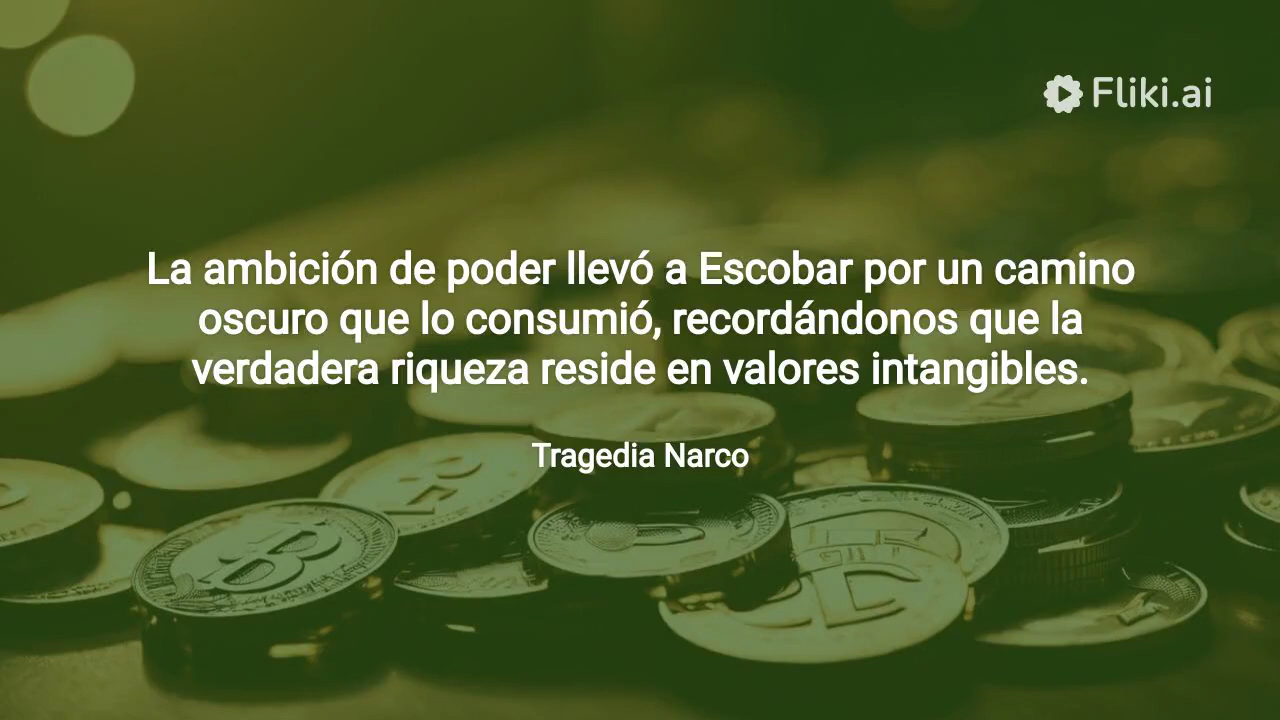 Fliki.ai
La ambición de poder llevó a Escobar por un camino
oscuro que lo consumió, recordándonos que la
verdadera riqueza reside en valores intangibles.
Tragedia Narco